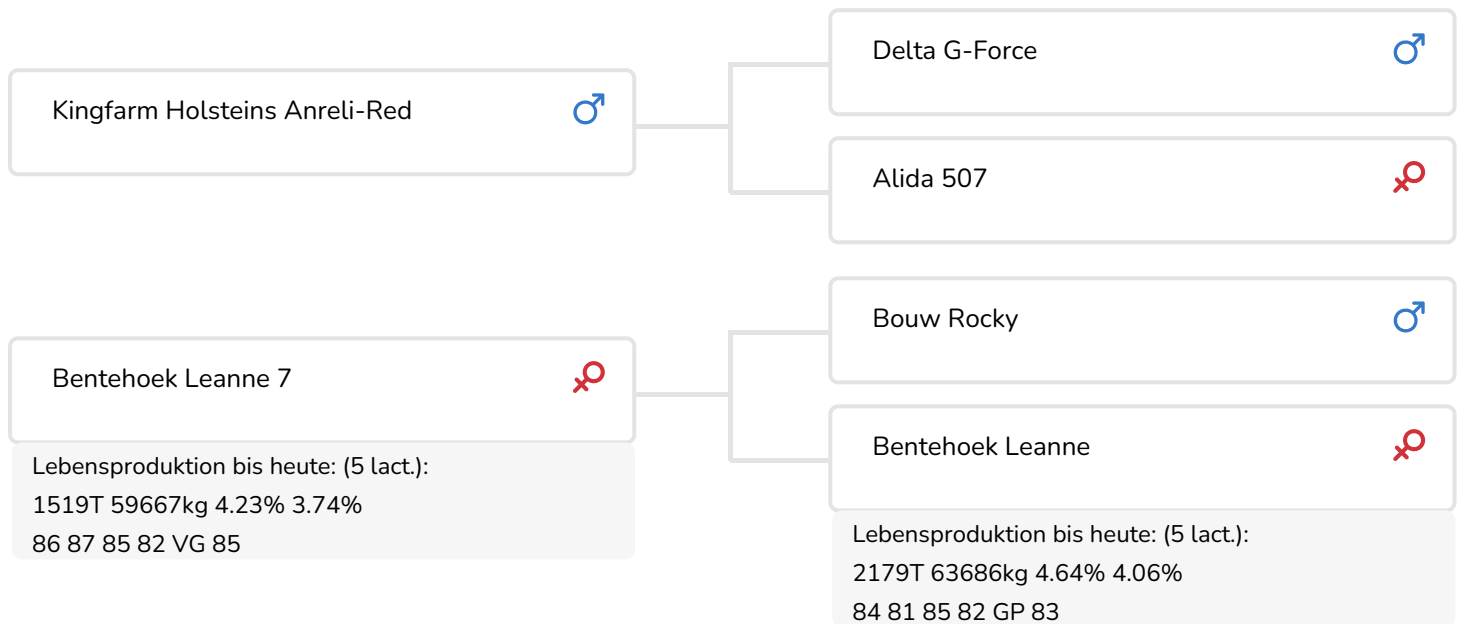 Kingfarm Holsteins Anreli-Red
Delta G-Force
Alida 507
Bentehoek Leanne 7
Lebensproduktion bis heute: (5 lact.):
1519T 59667kg 4.23% 3.74%
86 87 85 82 VG 85
Bouw Rocky
Bentehoek Leanne
Lebensproduktion bis heute: (5 lact.):
2179T 63686kg 4.64% 4.06%
84 81 85 82 GP 83